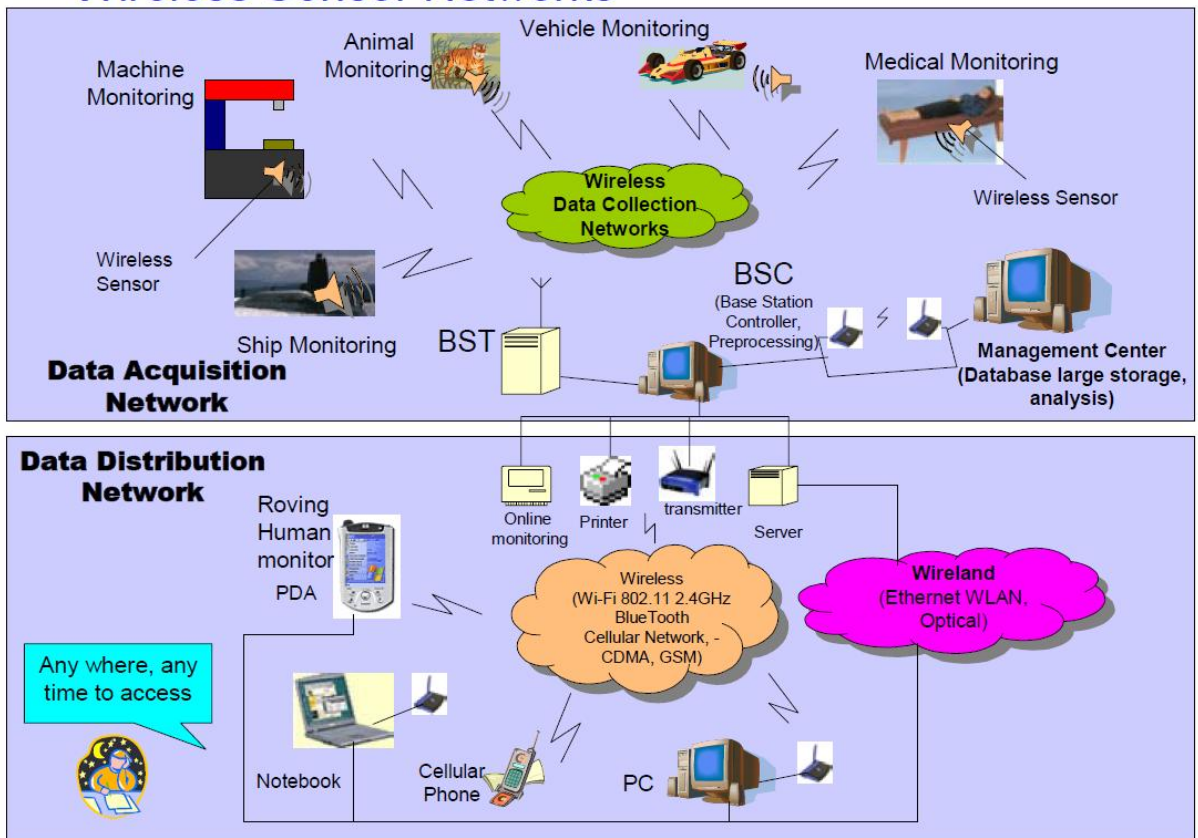 Wireless Sensor Networks
Vehicle Monitoring
Animal
Monitoring
Machine
Monitoring
Medical Monitoring
Wireless
Data Collection
Networks
Wireless Sensor
Wireless
Sensor
Ship Monitoring
BST
BSC
(Base Station
Controller,
Preprocessing)
Management Center
(Database large storage,
analysis)
Data Acquisition
Network
Data Distribution
Network
Online
monitoring
Printer
transmitter
Server
Roving
Human
monitor
PDA
Wireless
(Wi-Fi 802.11 2.4GHz
BlueTooth
Cellular Network, -
CDMA, GSM)
Wireland
(Ethernet WLAN,
Optical)
Any where, any
time to access
Notebook
Cellular
Phone
PC